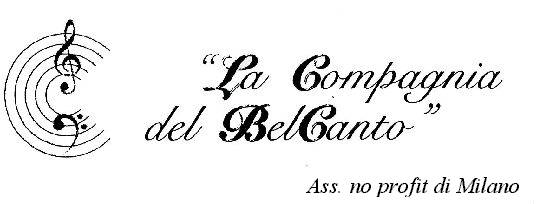 “La Compagnia
del BelCanto”
Ass. no profit di Milano